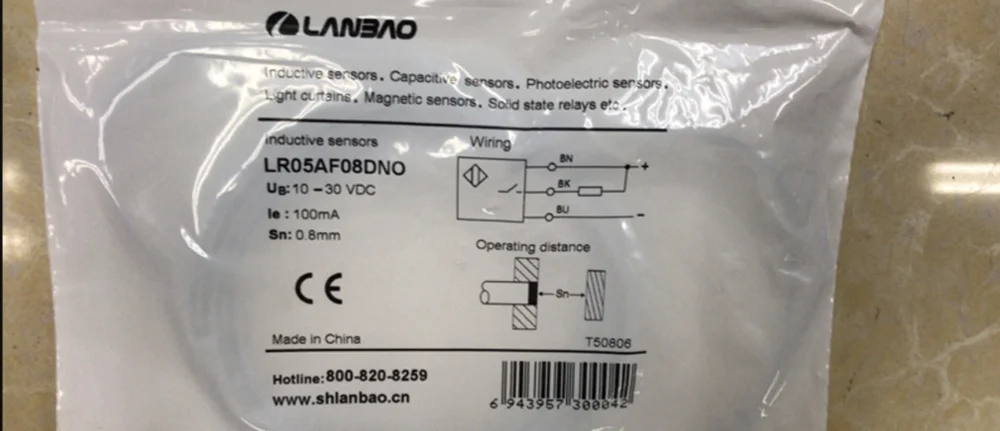 LANBAO
Inductive sensors. Capacitive sensors. Photoelectric sensors.
Light curtains. Magnetic sensors. Solid state relays etc.
Inductive sensors
LR05AF08DNO
UB: 10 – 30 VDC
Ie : 100mA
Sn: 0.8mm
Wiring
BN
+
BK
BU
–
Operating distance
Sn
CE
Made in China
T50806
Hotline: 800-820-8259
www.shlanbao.cn
6 943957 300042